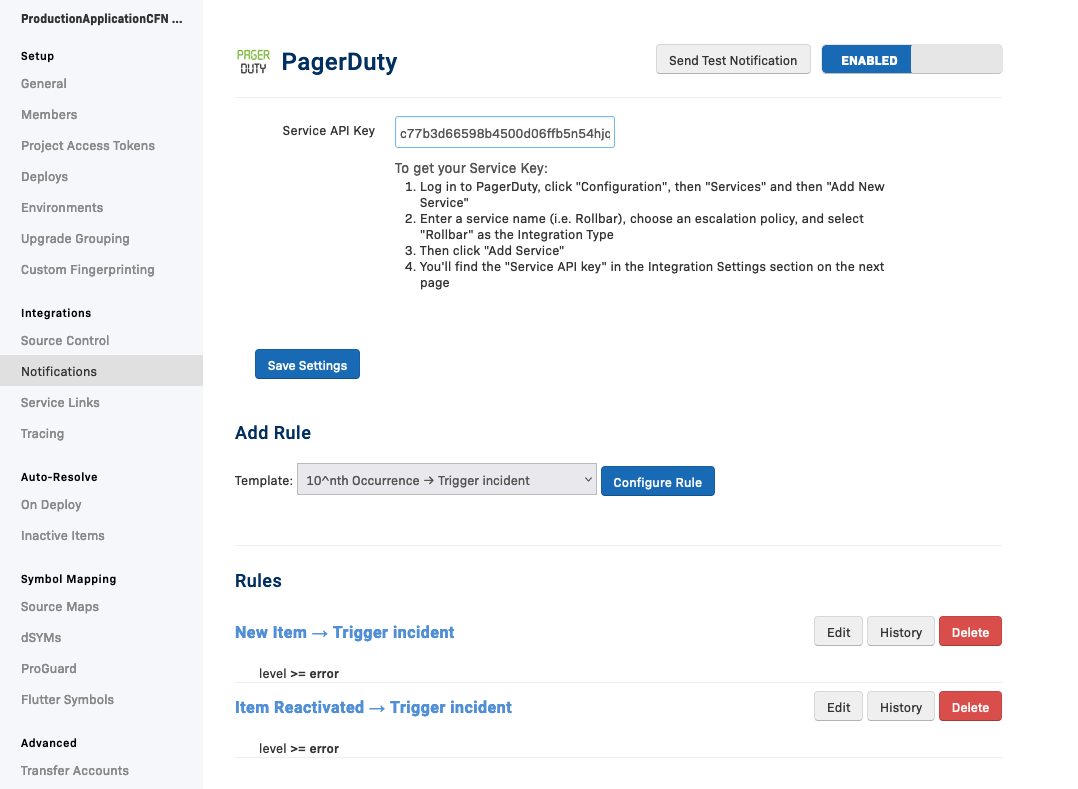 ProductionApplicationCFN ...
Setup
General
Members
Project Access Tokens
Deploys
Environments
Upgrade Grouping
Custom Fingerprinting
Integrations
Source Control
Notifications
Service Links
Tracing
Auto-Resolve
On Deploy
Inactive Items
Symbol Mapping
Source Maps
dSYMs
ProGuard
Flutter Symbols
Advanced
Transfer Accounts
PAGER
DUTY
PagerDuty
Send Test Notification
ENABLED
Service API Key
c77b3d66598b4500d06ffb5n54hjc
To get your Service Key:
1. Log in to PagerDuty, click "Configuration", then "Services" and then "Add New
Service"
2. Enter a service name (i.e. Rollbar), choose an escalation policy, and select
"Rollbar" as the Integration Type
3. Then click "Add Service"
4. You'll find the "Service API key" in the Integration Settings section on the next
page
Save Settings
Add Rule
Template: 10^nth Occurrence → Trigger incident Configure Rule
Rules
New Item → Trigger incident Edit History Delete
level >= error
Item Reactivated → Trigger incident Edit History Delete
level >= error